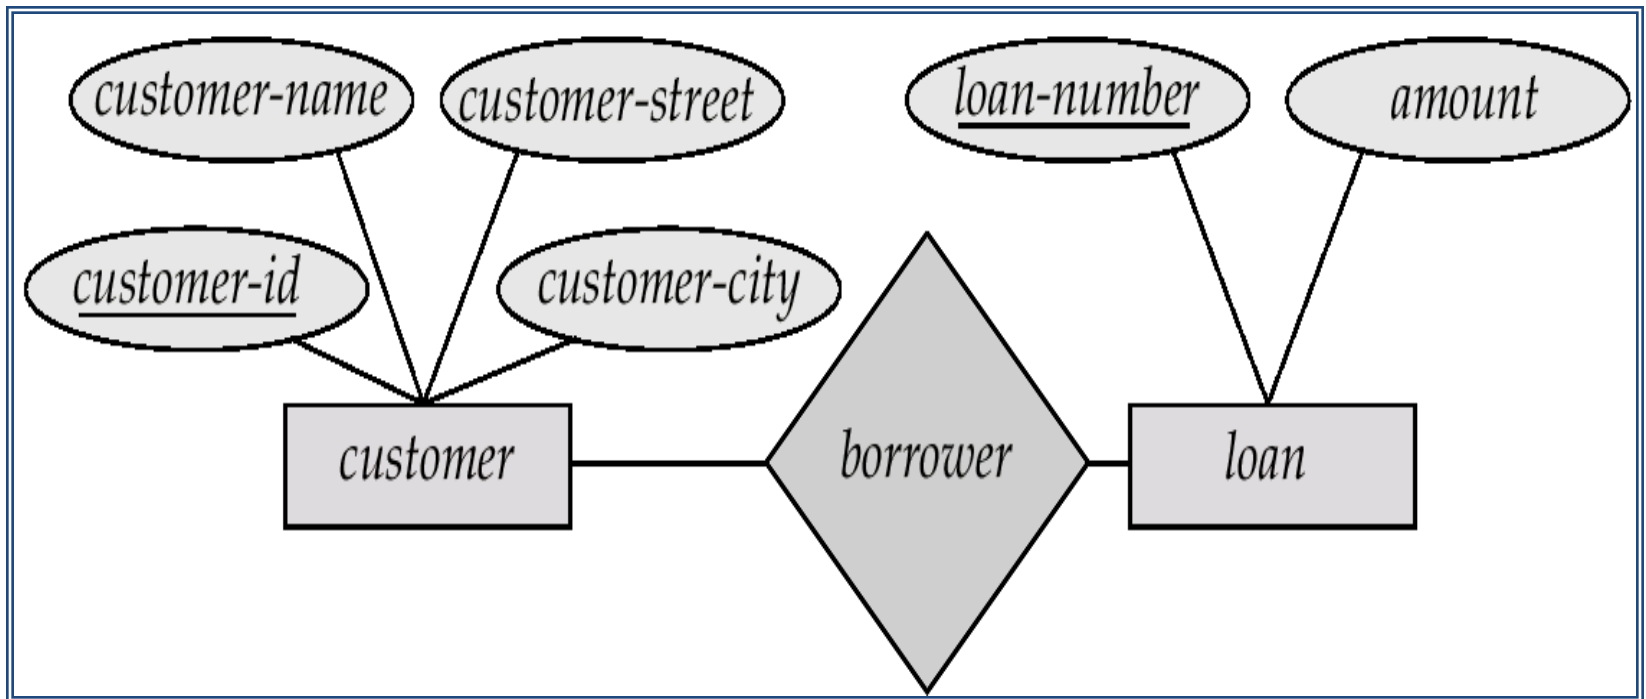 customer-name
customer-street
loan-number
amount
customer-id
customer-city
customer
borrower
loan